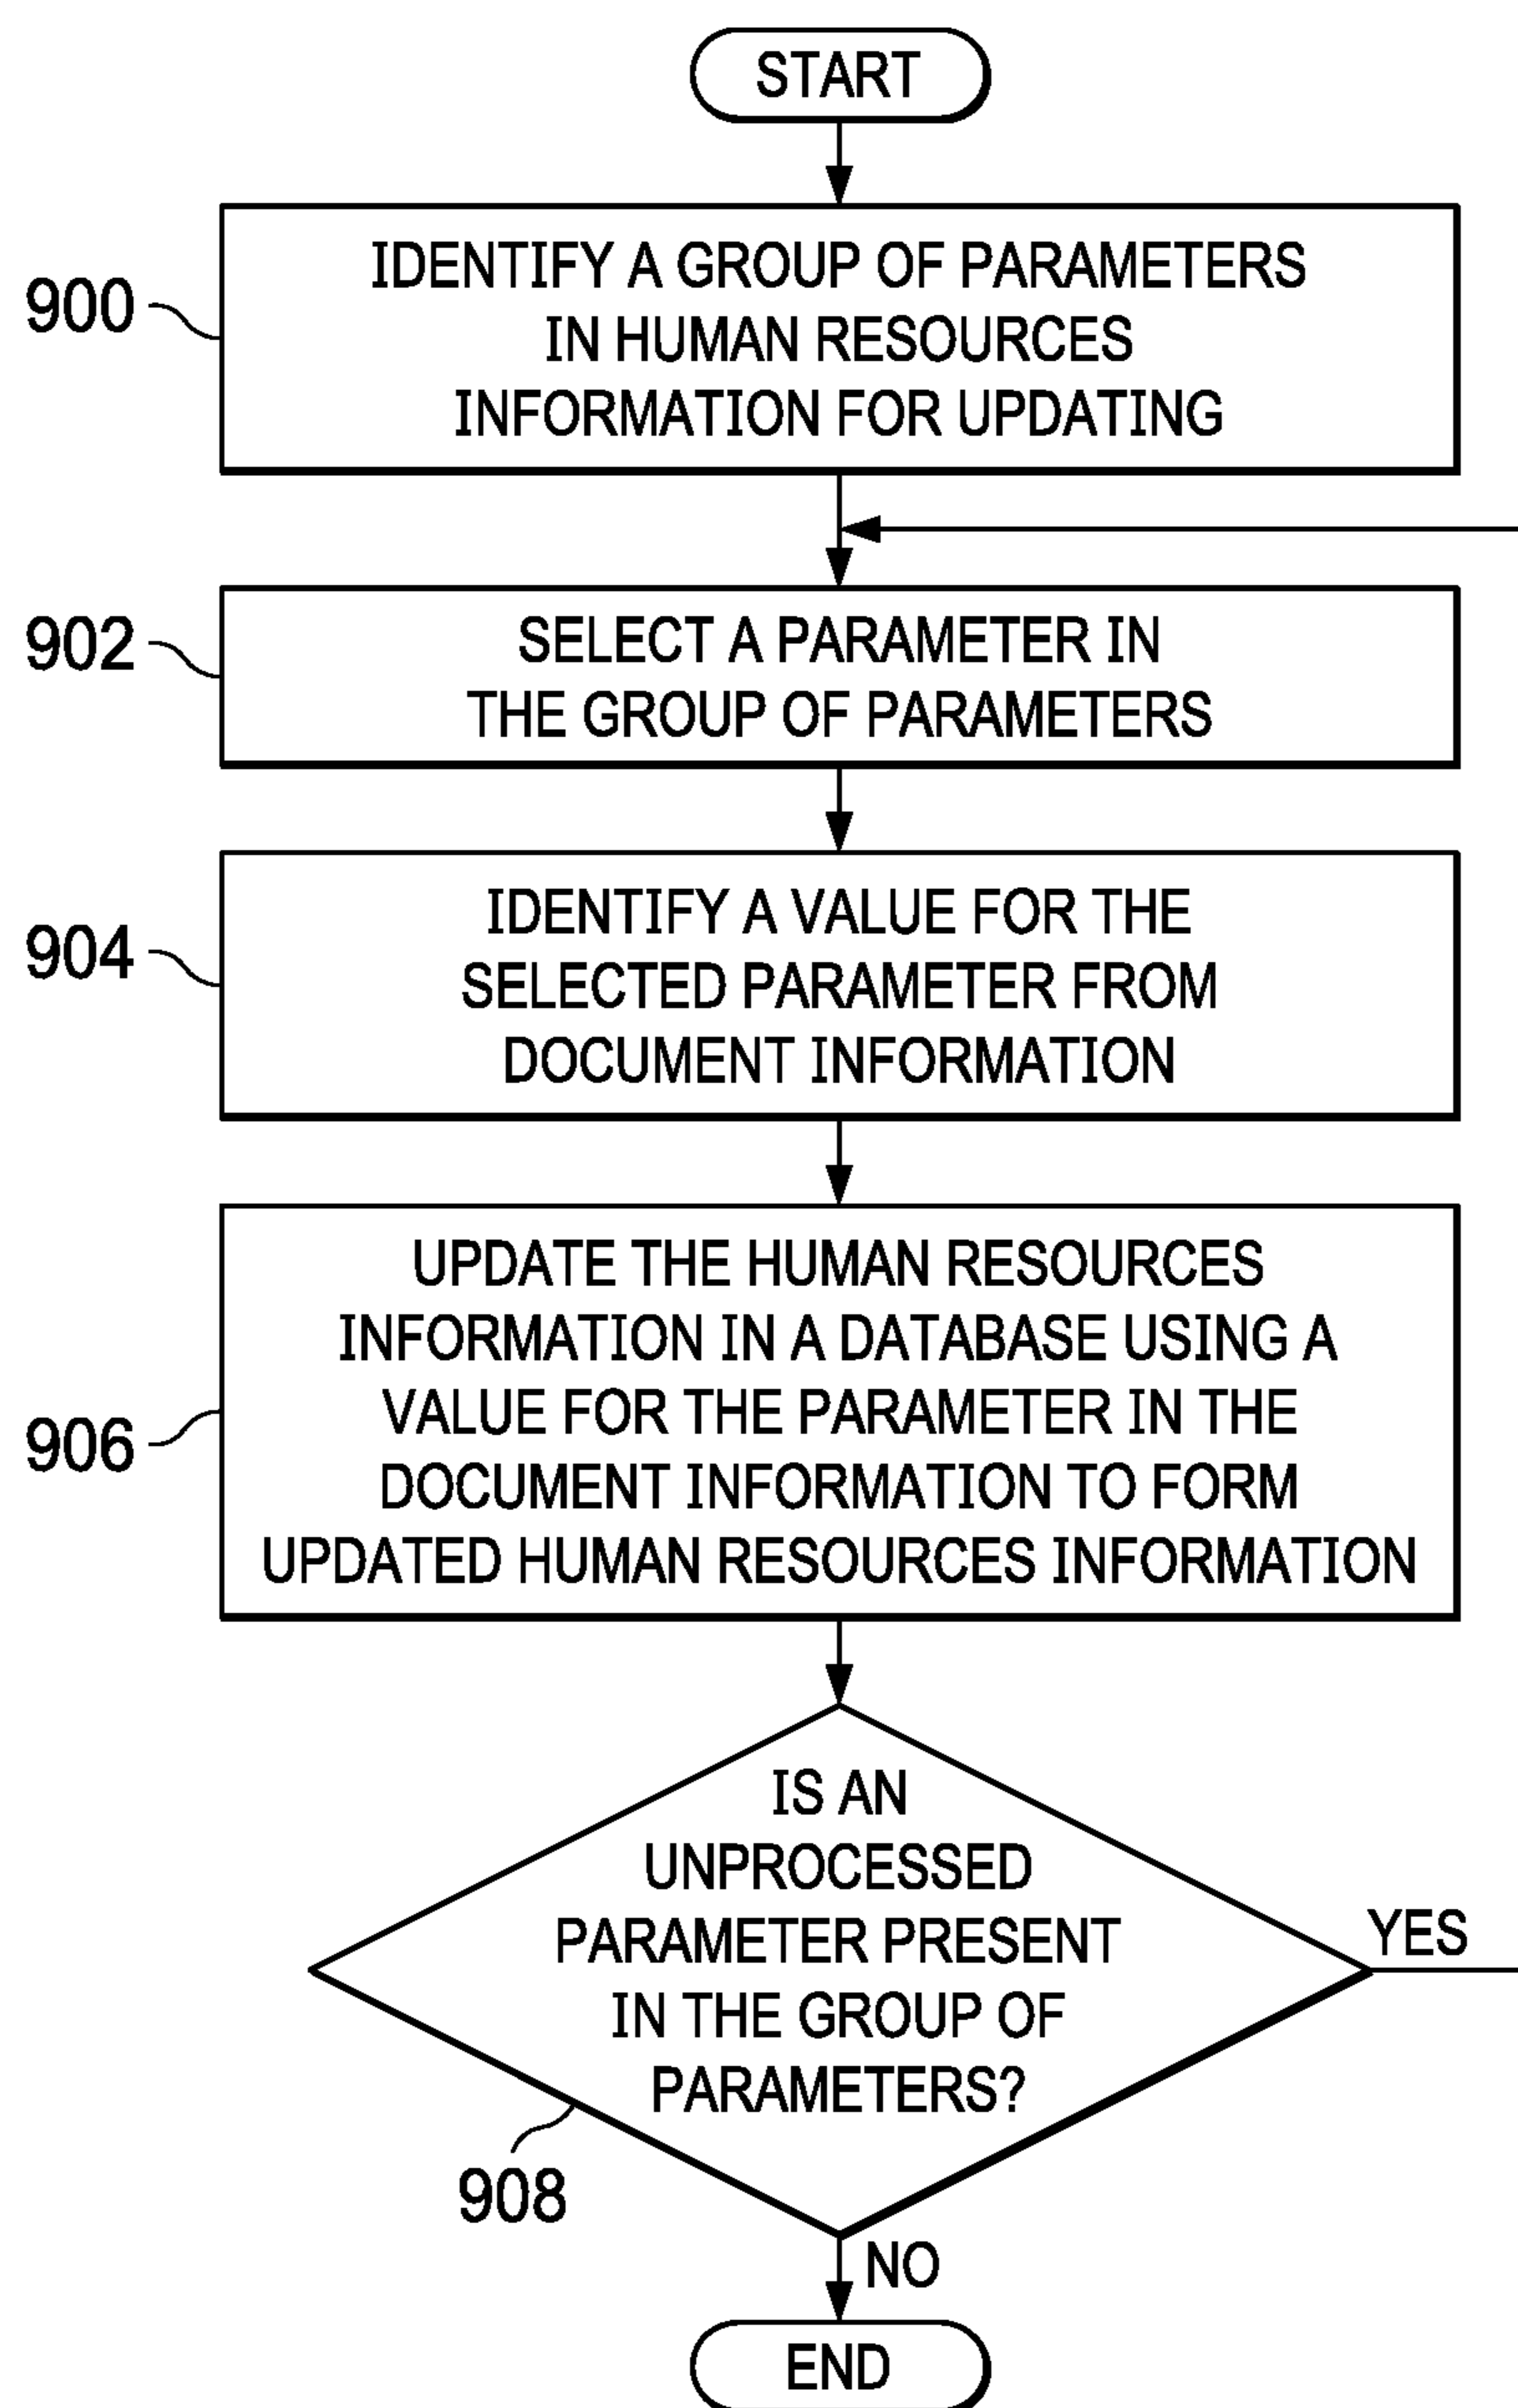 START
900
IDENTIFY A GROUP OF PARAMETERS
IN HUMAN RESOURCES
INFORMATION FOR UPDATING
902
SELECT A PARAMETER IN
THE GROUP OF PARAMETERS
904
IDENTIFY A VALUE FOR THE
SELECTED PARAMETER FROM
DOCUMENT INFORMATION
906
UPDATE THE HUMAN RESOURCES
INFORMATION IN A DATABASE USING A
VALUE FOR THE PARAMETER IN THE
DOCUMENT INFORMATION TO FORM
UPDATED HUMAN RESOURCES INFORMATION
IS AN
UNPROCESSED
PARAMETER PRESENT
IN THE GROUP OF
PARAMETERS?
YES
908
NO
END